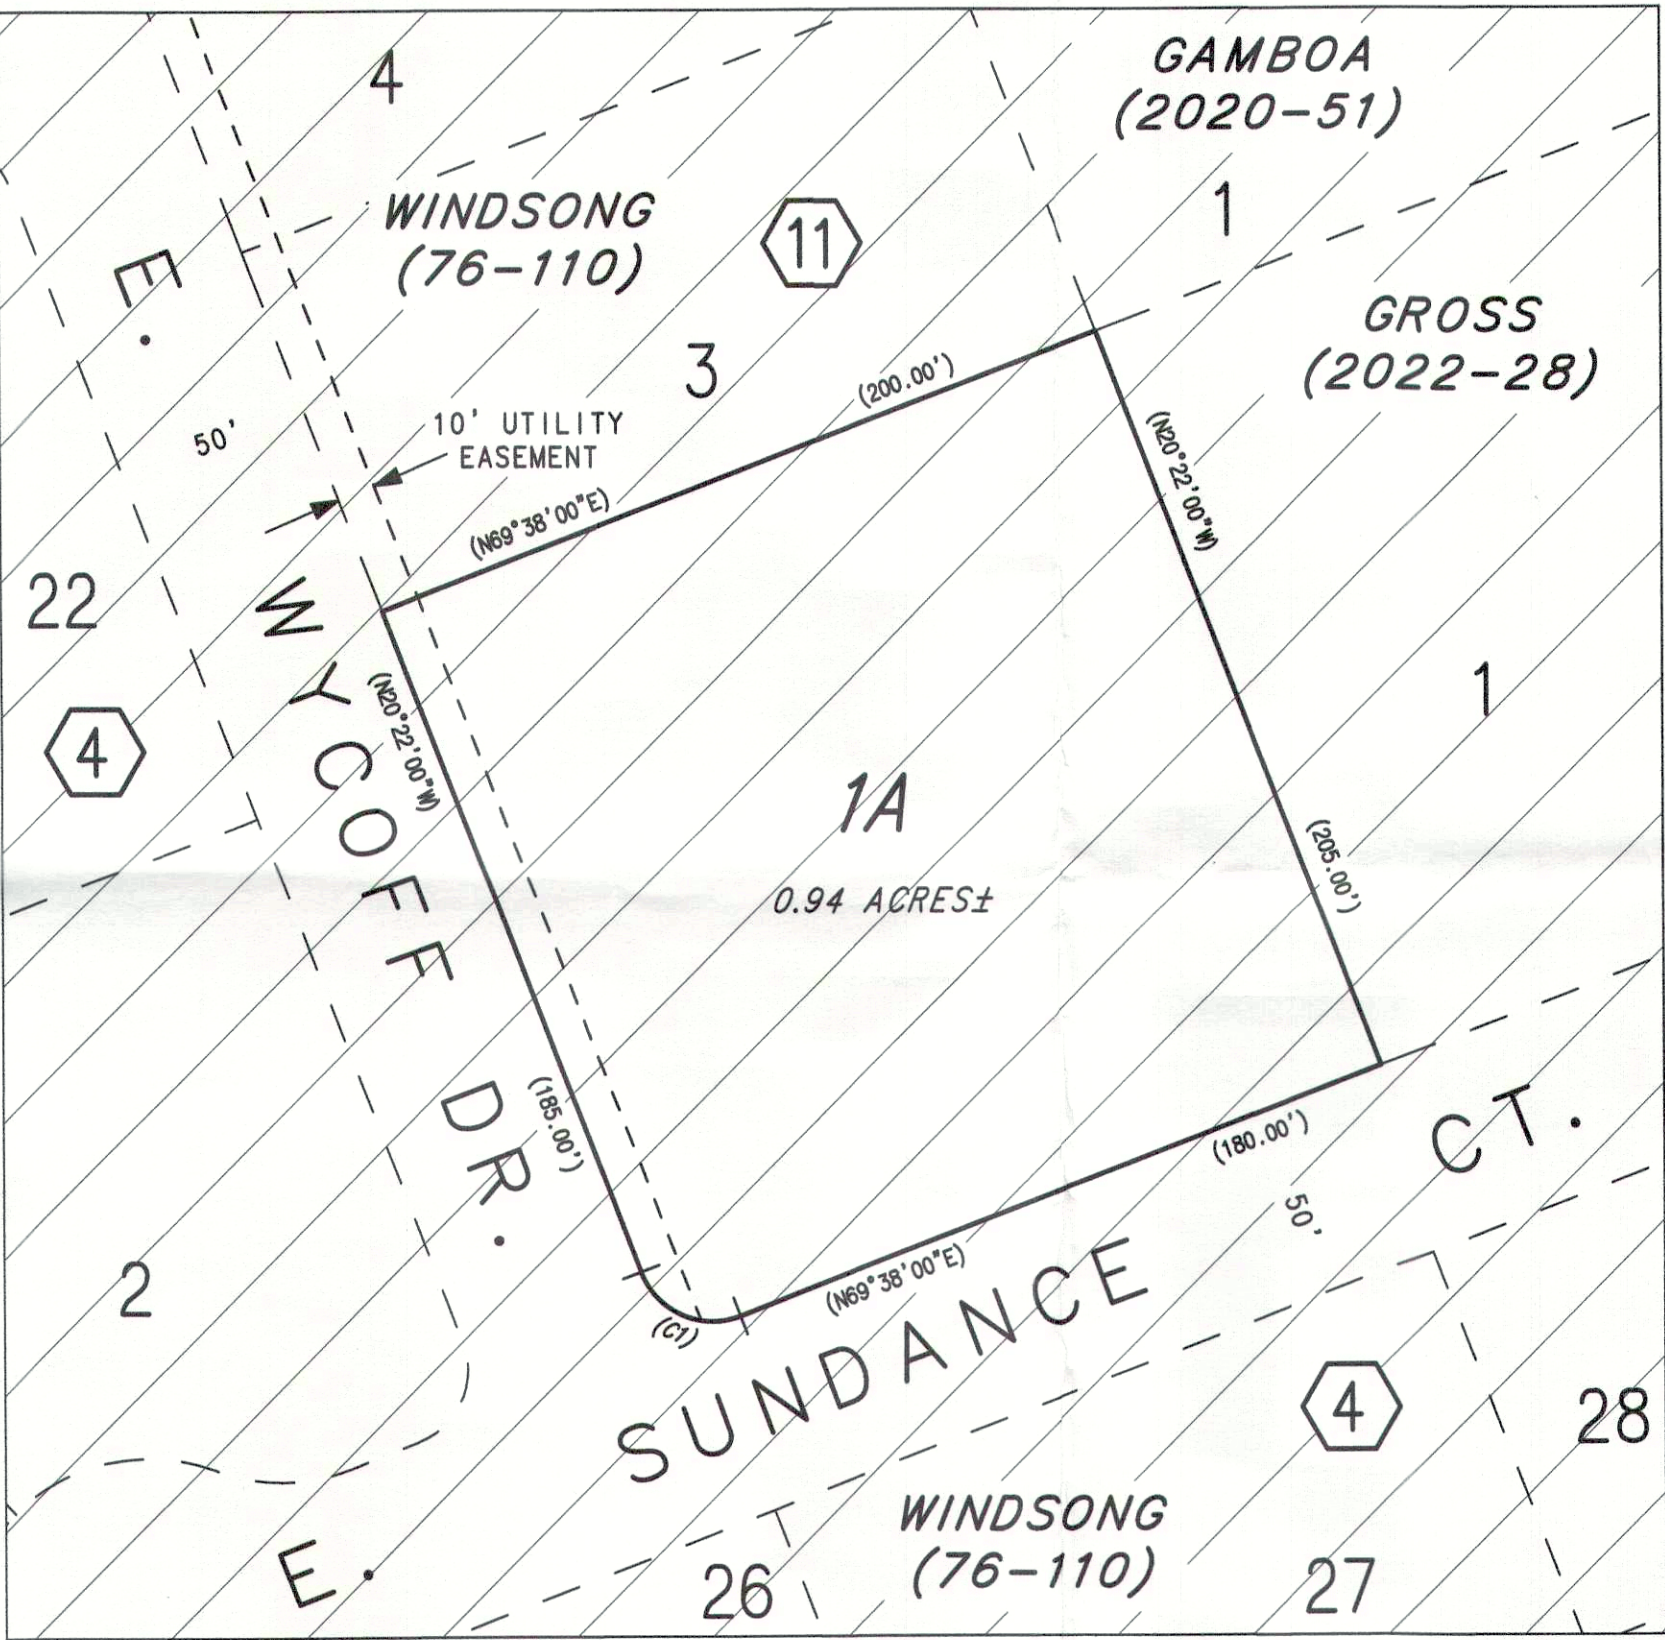 4
GAMBOA
(2020-51)
WINDSONG
(76-110)
11
1
E. WYCOFF DR.
GROSS
(2022-28)
3
(200.00')
50'
10' UTILITY
EASEMENT
(N69°38'00"E)
(N20°22'00"W)
22
4
(N20°22'00"W)
1
1A
0.94 ACRES±
(205.00')
(185.00')
(180.00')
2
(N69°38'00"E)
50'
(C1)
E. SUNDANCE CT.
4
28
WINDSONG
(76-110)
26
27